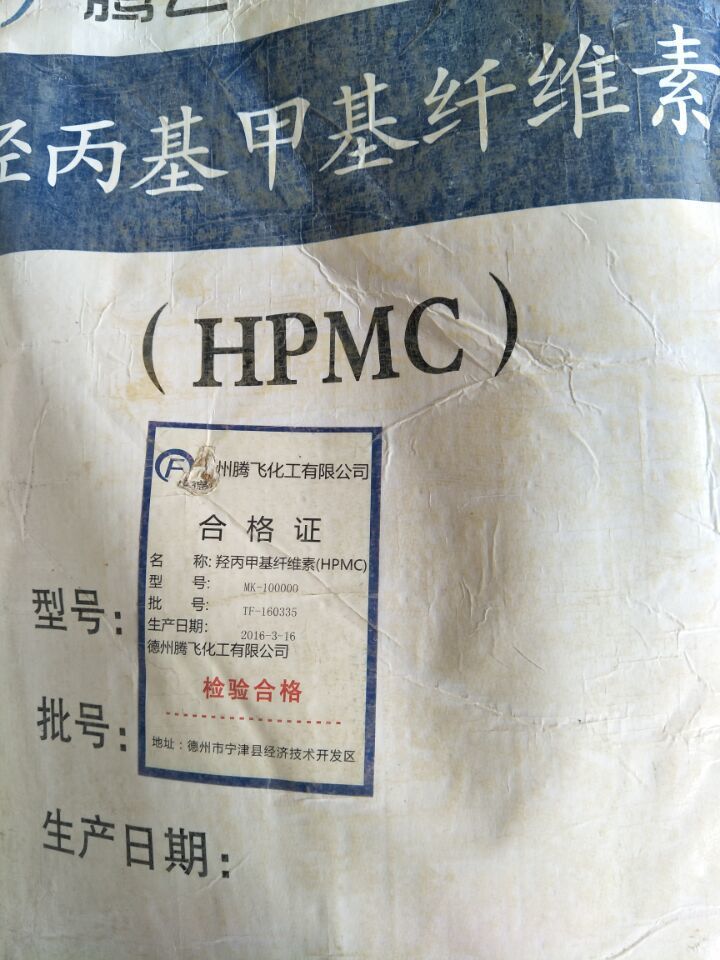 腾飞
羟丙基甲基纤维素
(HPMC)
州腾飞化工有限公司
合格证
名 称: 羟丙甲基纤维素(HPMC)
型 号: MK-100000
批 号: TF-160335
生产日期: 2016-3-16
德州腾飞化工有限公司
检验合格
地址：德州市宁津县经济技术开发区
型号:
批号:
生产日期: